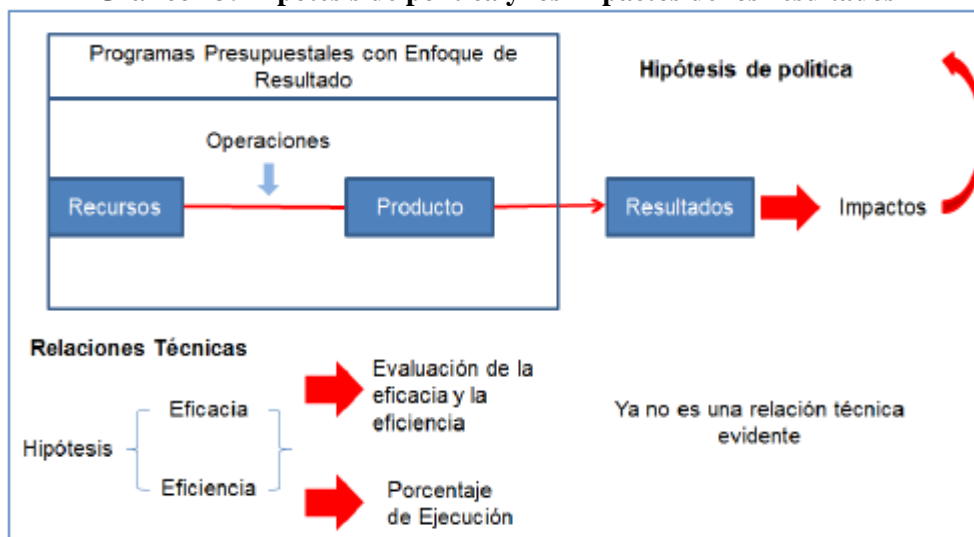 Programas Presupuestales con Enfoque de
Resultado
Hipótesis de política
Operaciones
Recursos
Producto
Resultados
Impactos
Relaciones Técnicas
Evaluación de la
eficacia y la
eficiencia
Eficacia
Hipótesis
Eficiencia
Ya no es una relación técnica
evidente
Porcentaje
de Ejecución